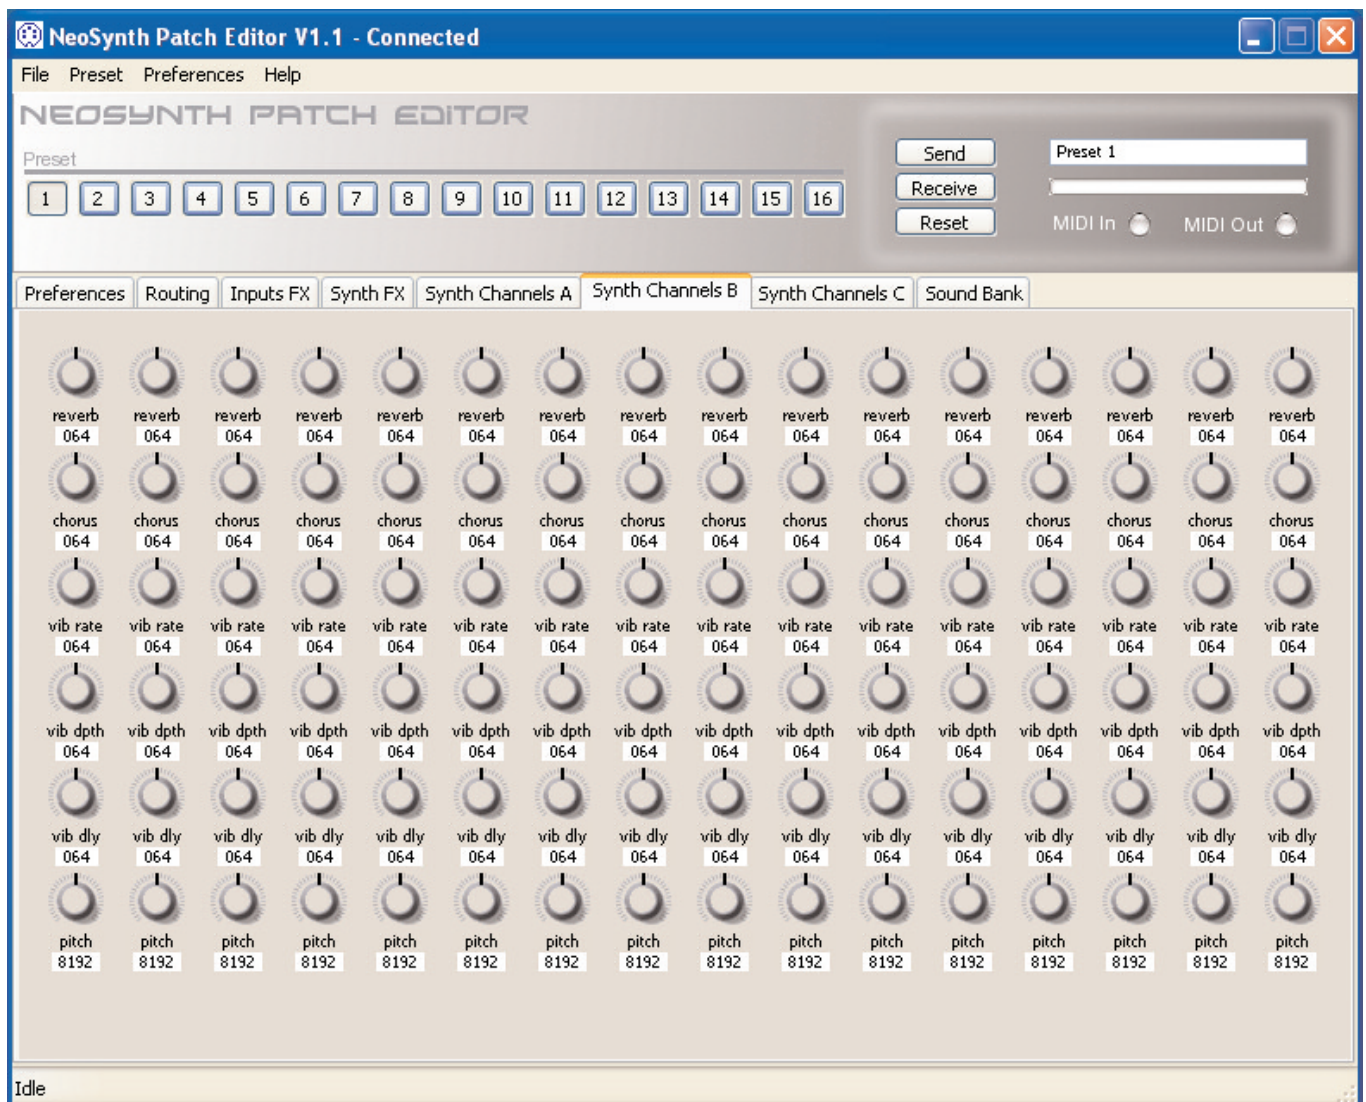 NeoSynth Patch Editor V1.1 - Connected
File Preset Preferences Help
NEOSYNTH PATCH EDITOR
Preset
1 2 3 4 5 6 7 8 9 10 11 12 13 14 15 16
Send Preset 1
Receive
Reset MIDI In MIDI Out
Preferences Routing Inputs FX Synth FX Synth Channels A Synth Channels B Synth Channels C Sound Bank
reverb reverb reverb reverb reverb reverb reverb reverb reverb reverb reverb reverb reverb reverb reverb reverb
064 064 064 064 064 064 064 064 064 064 064 064 064 064 064 064
chorus chorus chorus chorus chorus chorus chorus chorus chorus chorus chorus chorus chorus chorus chorus chorus
064 064 064 064 064 064 064 064 064 064 064 064 064 064 064 064
vib rate vib rate vib rate vib rate vib rate vib rate vib rate vib rate vib rate vib rate vib rate vib rate vib rate vib rate vib rate vib rate
064 064 064 064 064 064 064 064 064 064 064 064 064 064 064 064
vib dpth vib dpth vib dpth vib dpth vib dpth vib dpth vib dpth vib dpth vib dpth vib dpth vib dpth vib dpth vib dpth vib dpth vib dpth vib dpth
064 064 064 064 064 064 064 064 064 064 064 064 064 064 064 064
vib dly vib dly vib dly vib dly vib dly vib dly vib dly vib dly vib dly vib dly vib dly vib dly vib dly vib dly vib dly vib dly
064 064 064 064 064 064 064 064 064 064 064 064 064 064 064 064
pitch pitch pitch pitch pitch pitch pitch pitch pitch pitch pitch pitch pitch pitch pitch pitch
8192 8192 8192 8192 8192 8192 8192 8192 8192 8192 8192 8192 8192 8192 8192 8192
Idle